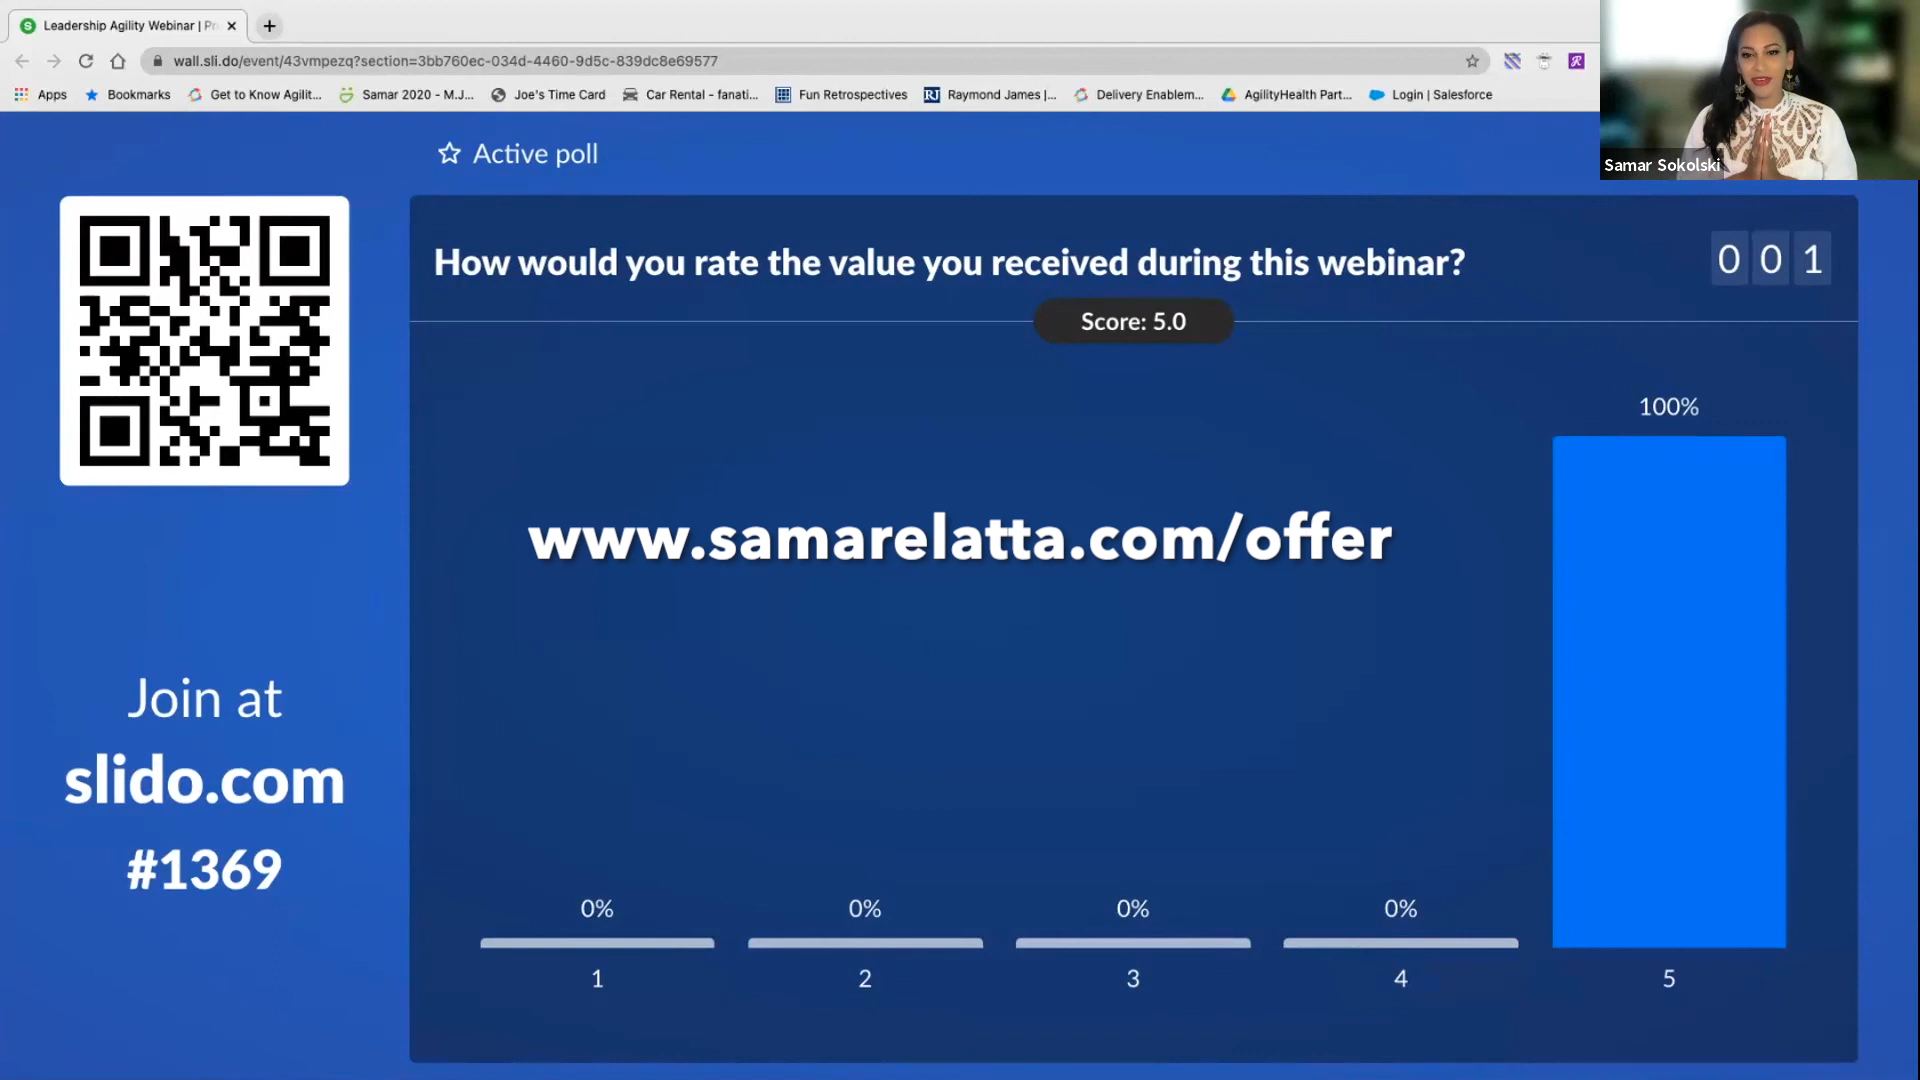 Leadership Agility Webinar | Pr
wall.sli.do/event/43vmpezq?section=3bb760ec-034d-4460-9d5c-839dc8e69577
Apps
Bookmarks
Get to Know Agilit...
Samar 2020 - M.J...
Joe's Time Card
Car Rental - fanati...
Fun Retrospectives
RJ
Raymond James |...
Delivery Enablem...
AgilityHealth Part...
Login | Salesforce
Samar Sokolski
Active poll
How would you rate the value you received during this webinar?
0 0 1
Score: 5.0
100%
www.samarelatta.com/offer
Join at
slido.com
#1369
0% 0% 0% 0%
1 2 3 4 5